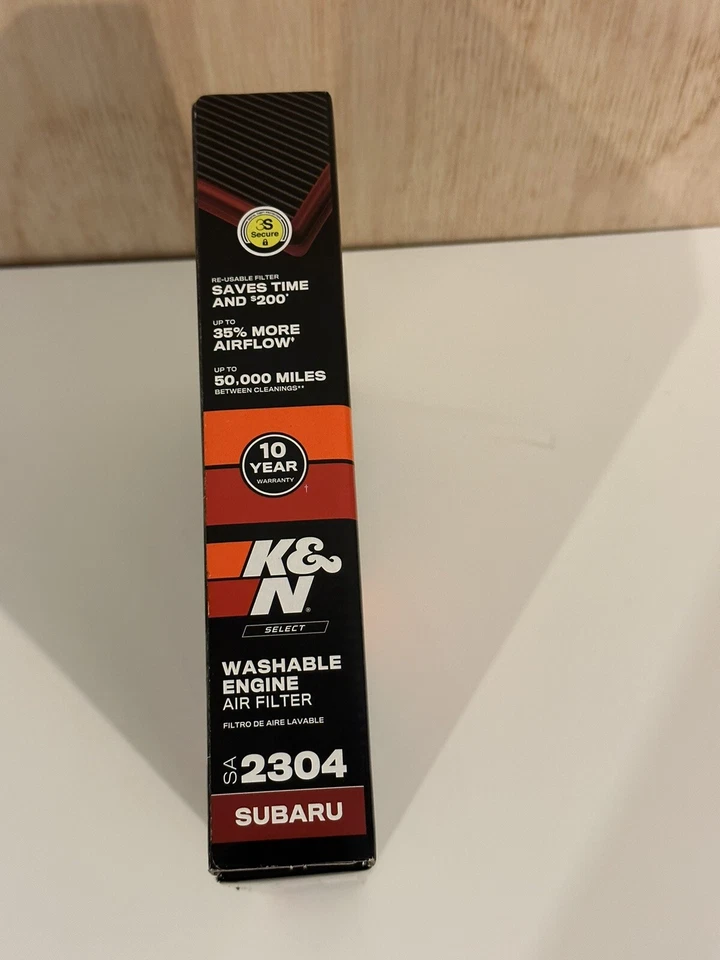 3S
Secure
RE-USABLE FILTER
SAVES TIME
AND $200*
UP TO
35% MORE
AIRFLOW†
UP TO
50,000 MILES
BETWEEN CLEANINGS**
10
YEAR
WARRANTY
†
K&
N®
SELECT
WASHABLE
ENGINE
AIR FILTER
FILTRO DE AIRE LAVABLE
SA 2304
SUBARU